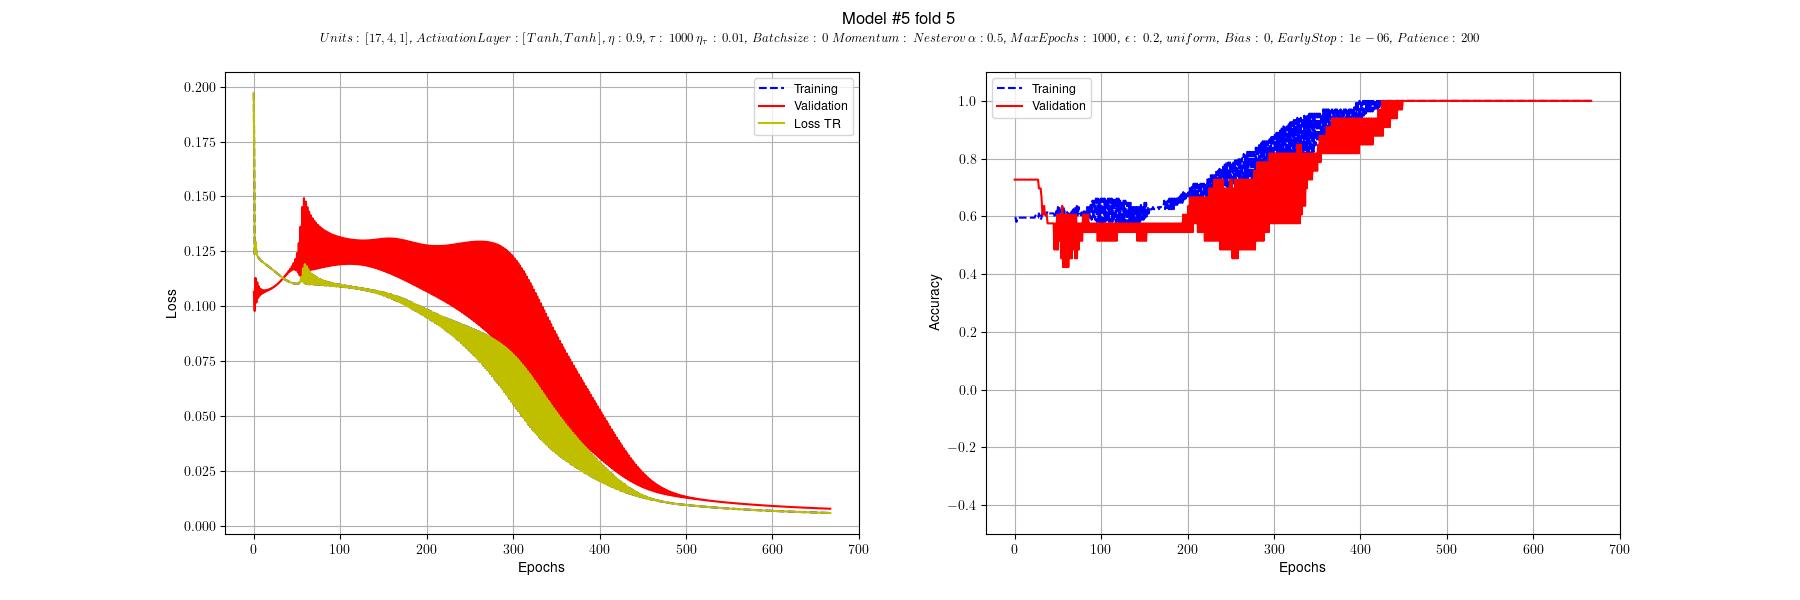 Model #5 fold 5
Units : [17, 4, 1], ActivationLayer : [Tanh, Tanh], η : 0.9, τ : 1000 ητ : 0.01, Batchsize : 0 Momentum : Nesterov α : 0.5, MaxEpochs : 1000, ϵ : 0.2, uniform, Bias : 0, EarlyStop : 1e − 06, Patience : 200
Training
Validation
Loss TR
Loss
0.200
0.175
0.150
0.125
0.100
0.075
0.050
0.025
0.000
0 100 200 300 400 500 600 700
Epochs
Training
Validation
Accuracy
1.0
0.8
0.6
0.4
0.2
0.0
−0.2
−0.4
0 100 200 300 400 500 600 700
Epochs